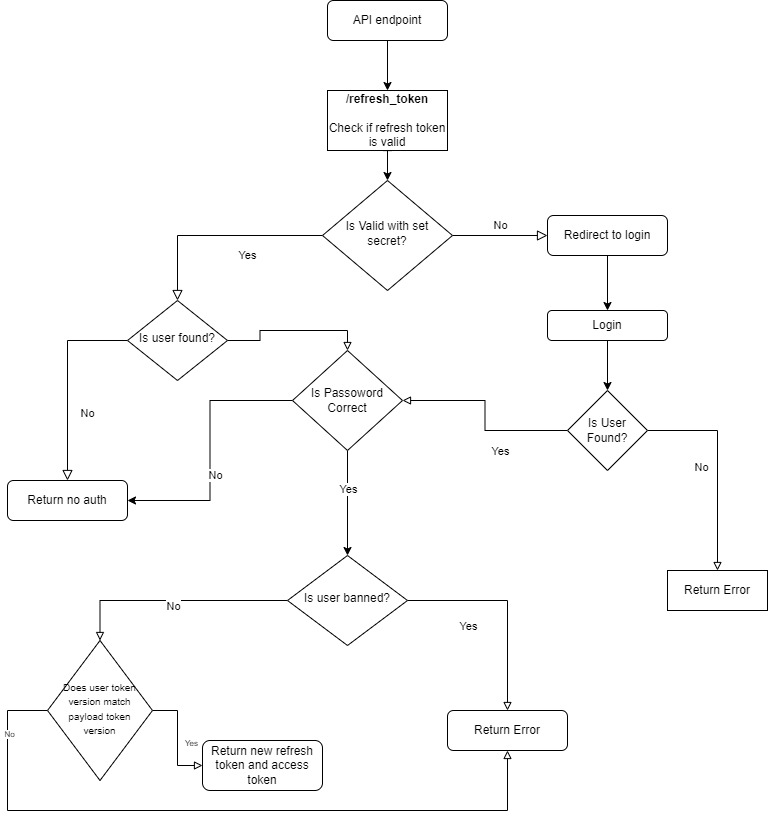 API endpoint
/refresh_token
Check if refresh token
is valid
Is Valid with set
secret?
No
Redirect to login
Yes
Login
Is user found?
Is Passoword
Correct
Is User
Found?
No
Yes
No
No
Yes
Return no auth
Return Error
Is user banned?
No
Yes
Does user token
version match
payload token
version
No
Yes
Return Error
Return new refresh
token and access
token